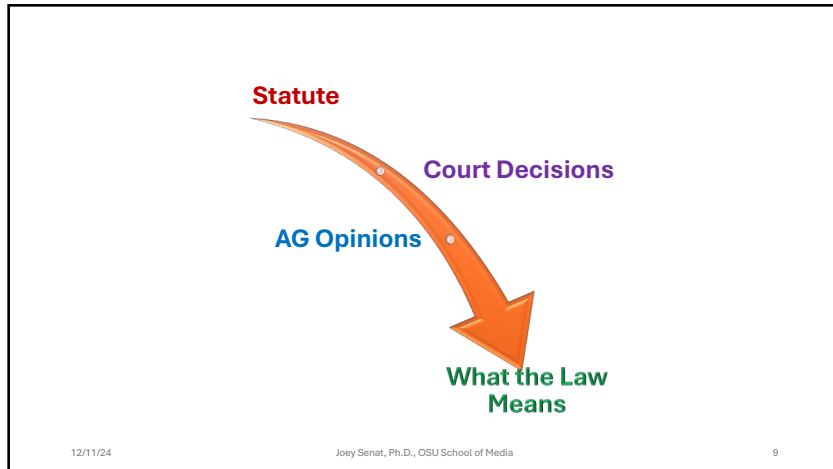 Statute
Court Decisions
AG Opinions
What the Law
Means
12/11/24
Joey Senat, Ph.D., OSU School of Media
9